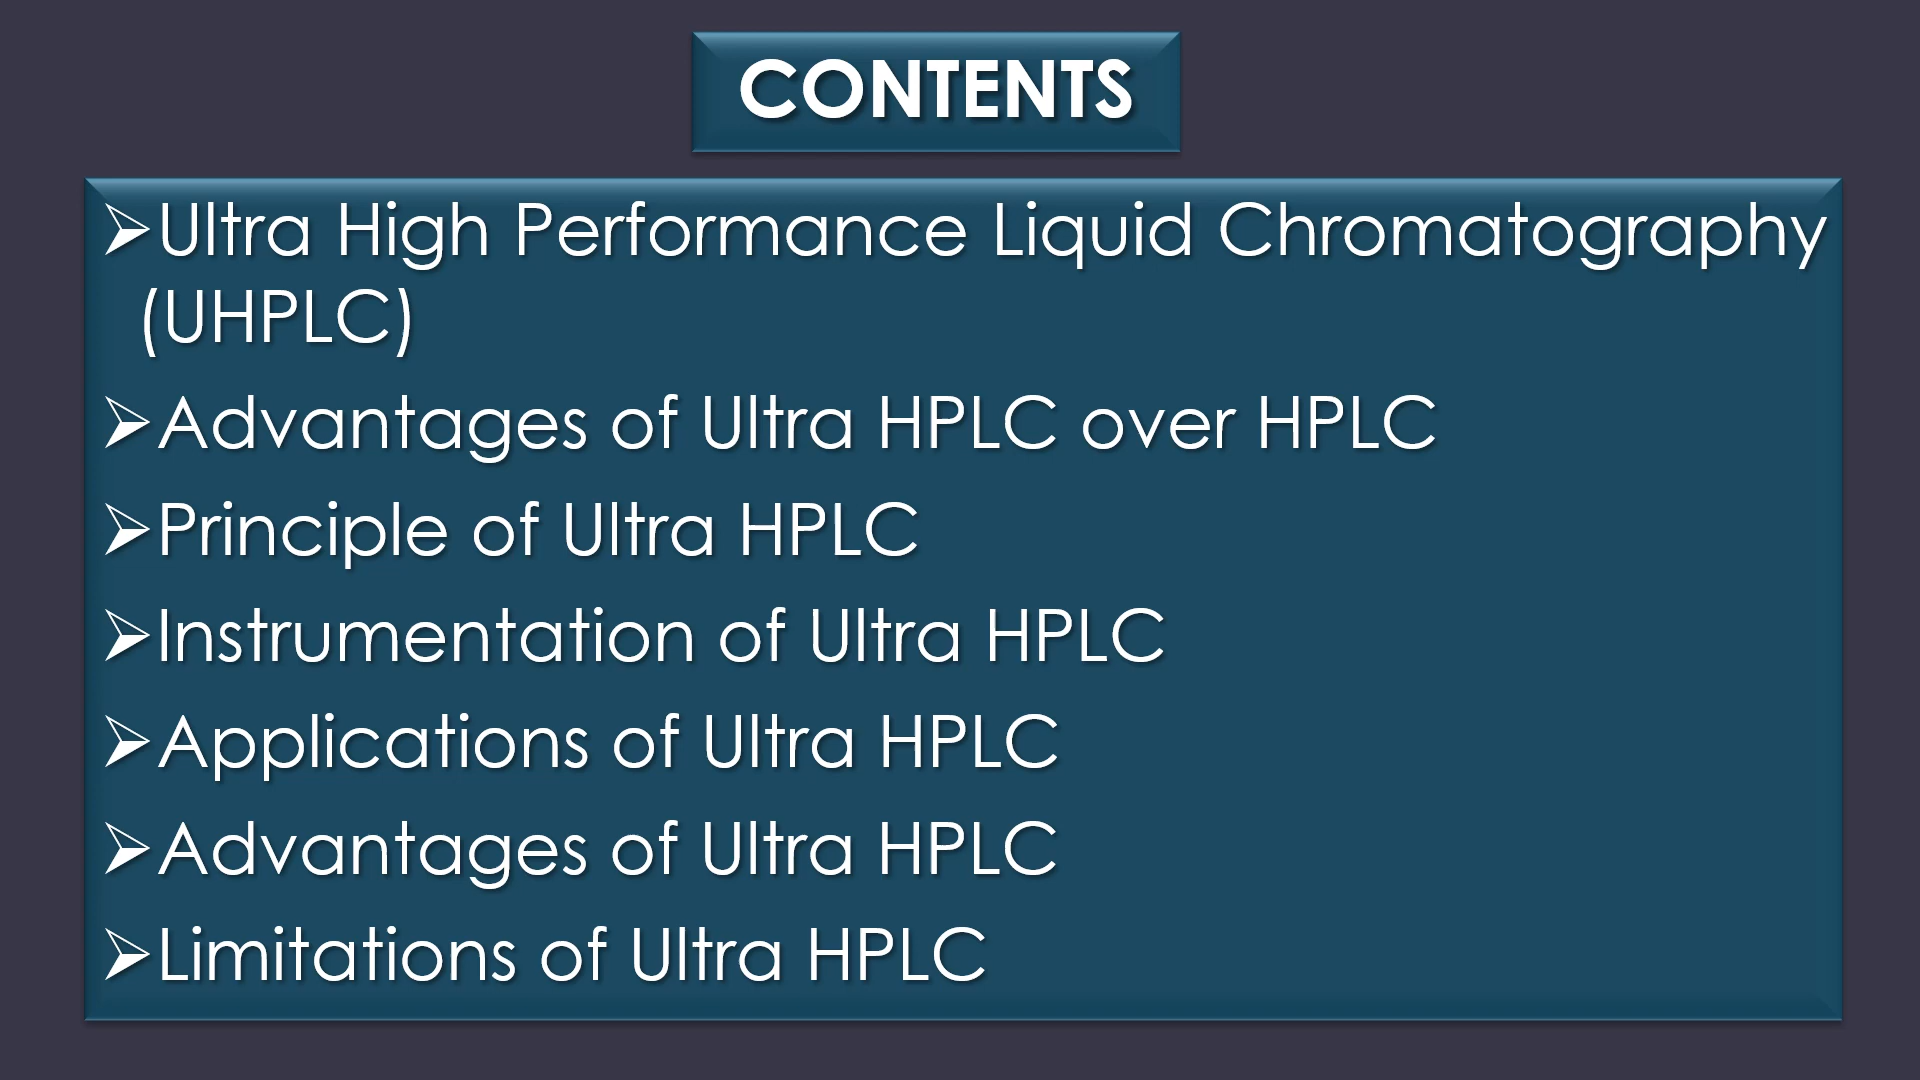 CONTENTS
➢Ultra High Performance Liquid Chromatography
(UHPLC)
➢Advantages of Ultra HPLC over HPLC
➢Principle of Ultra HPLC
➢Instrumentation of Ultra HPLC
➢Applications of Ultra HPLC
➢Advantages of Ultra HPLC
➢Limitations of Ultra HPLC